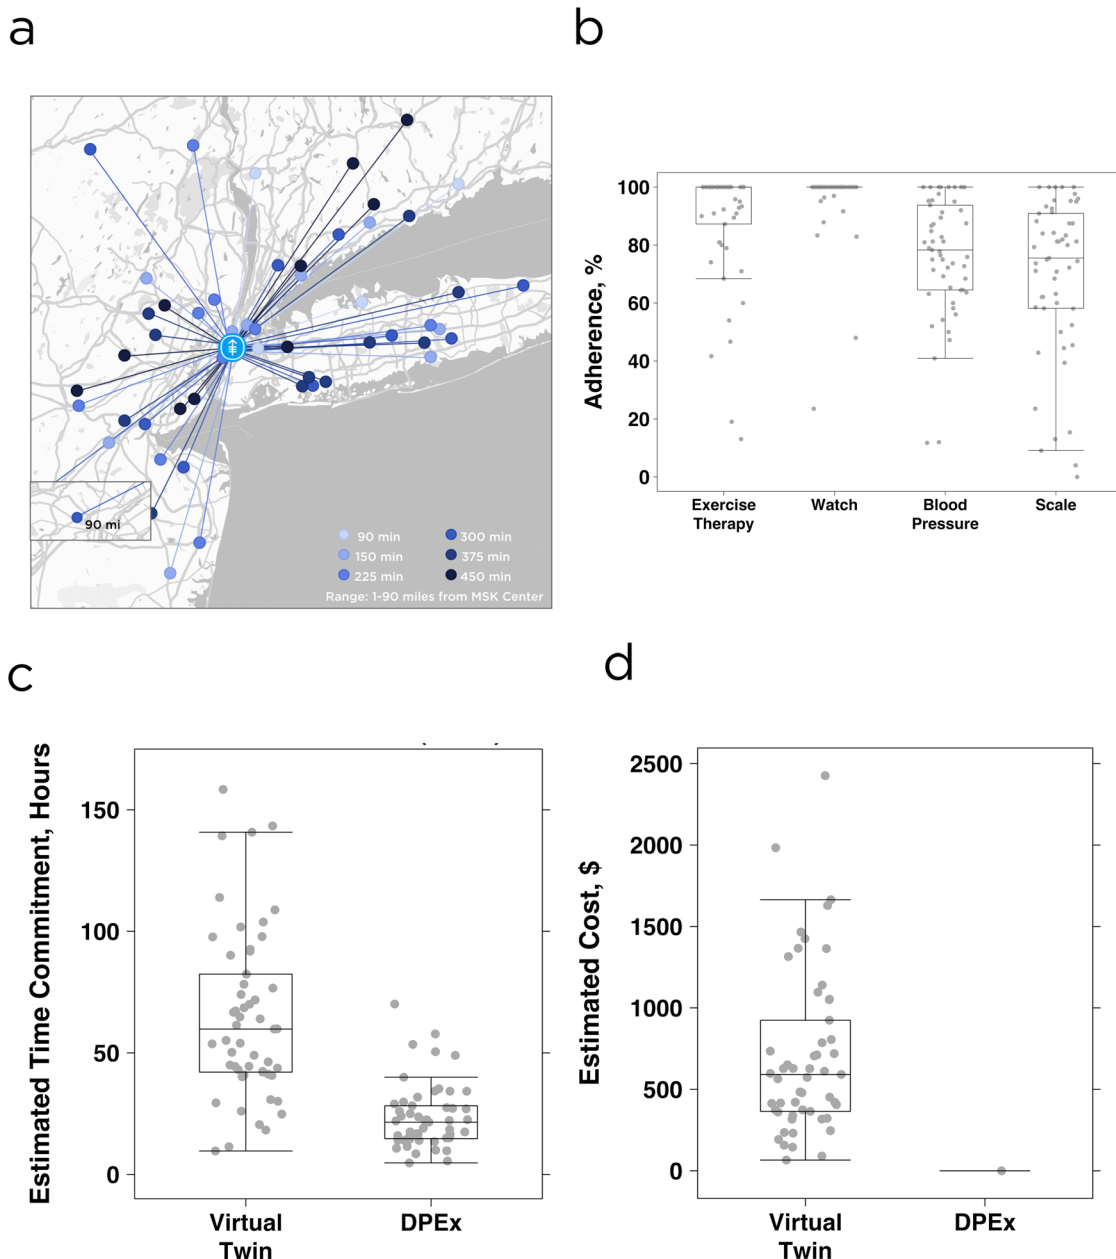 a
90 mi
90 min
300 min
150 min
375 min
225 min
450 min
Range: 1-90 miles from MSK Center
b
Adherence, %
100
80
60
40
20
0
Exercise
Therapy
Watch
Blood
Pressure
Scale
c
Estimated Time Commitment, Hours
150
100
50
0
Virtual
Twin
DPEx
d
Estimated Cost, $
2500
2000
1500
1000
500
0
Virtual
Twin
DPEx